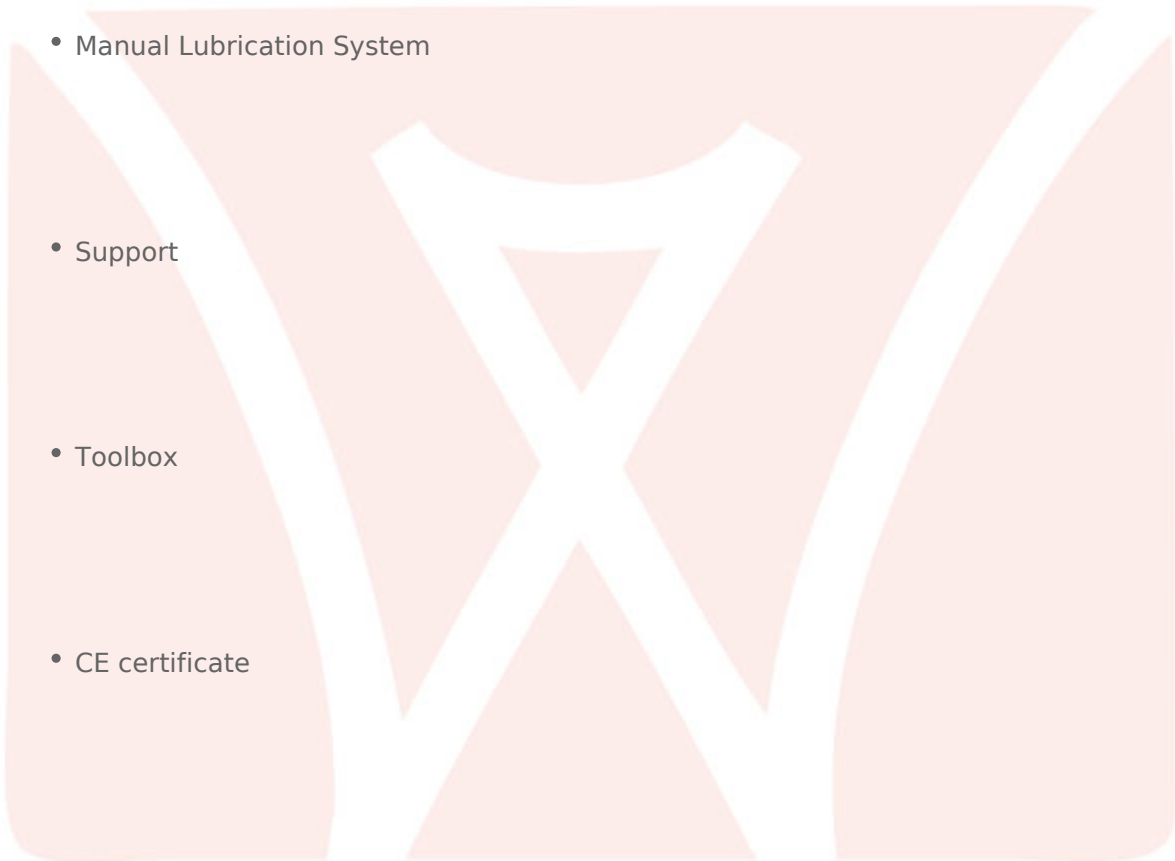 • Manual Lubrication System
• Support
• Toolbox
• CE certificate